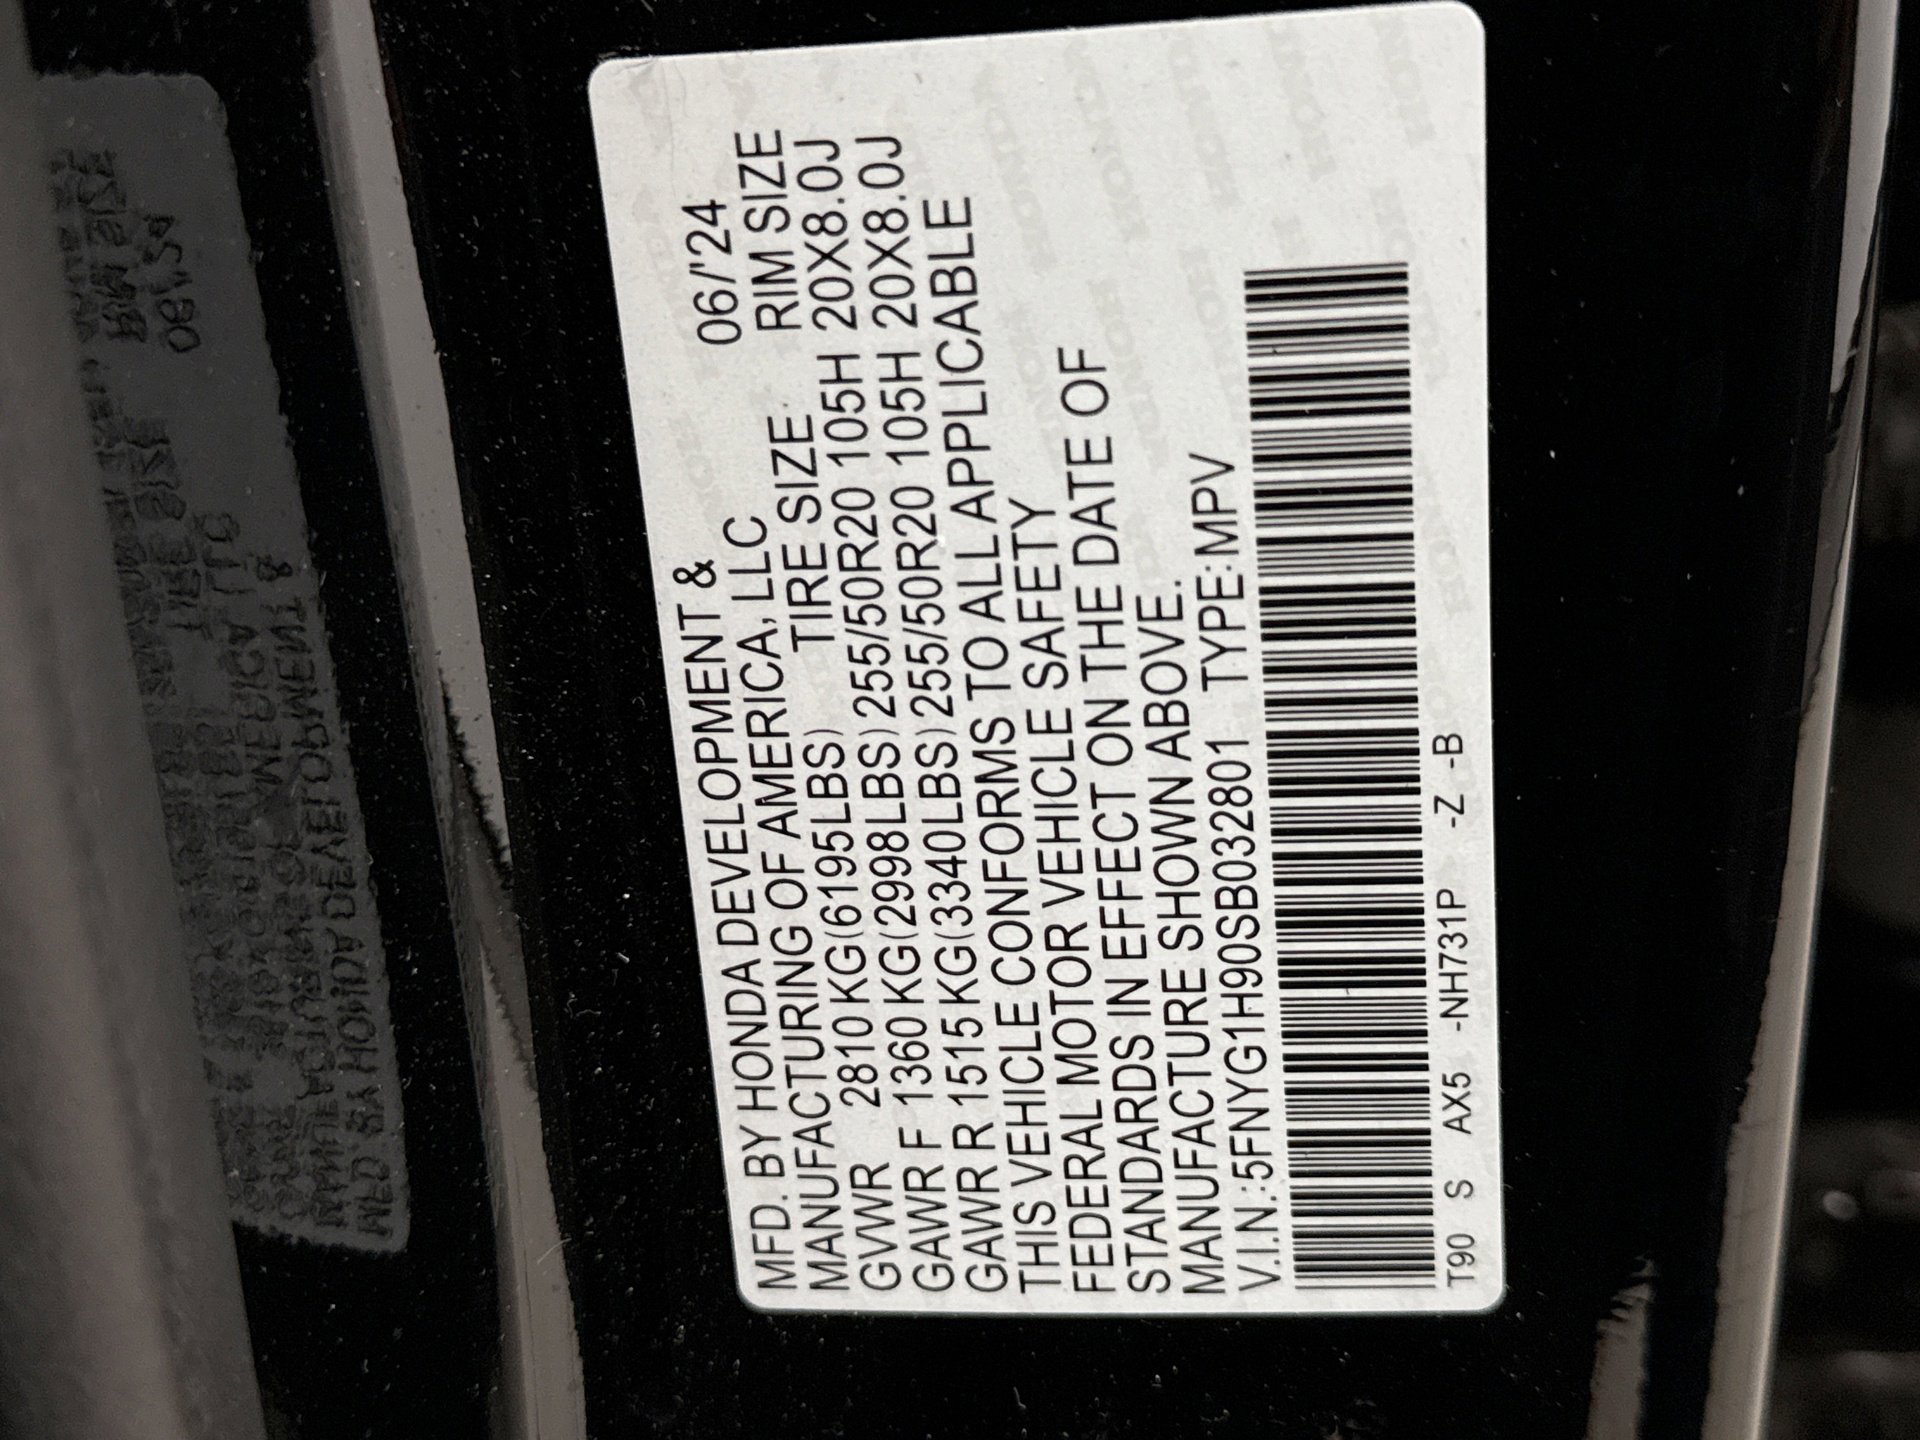 MFD. BY HONDA DEVELOPMENT & 06/'24
MANUFACTURING OF AMERICA, LLC RIM SIZE
GVWR 2810 KG(6195LBS) TIRE SIZE
GAWR F 1360 KG(2998LBS) 255/50R20 105H 20X8.0J
GAWR R 1515 KG(3340LBS) 255/50R20 105H 20X8.0J
THIS VEHICLE CONFORMS TO ALL APPLICABLE
FEDERAL MOTOR VEHICLE SAFETY
STANDARDS IN EFFECT ON THE DATE OF
MANUFACTURE SHOWN ABOVE.
V.I.N.:5FNYG1H90SB032801 TYPE:MPV
T90 S AX5 -NH731P -Z -B